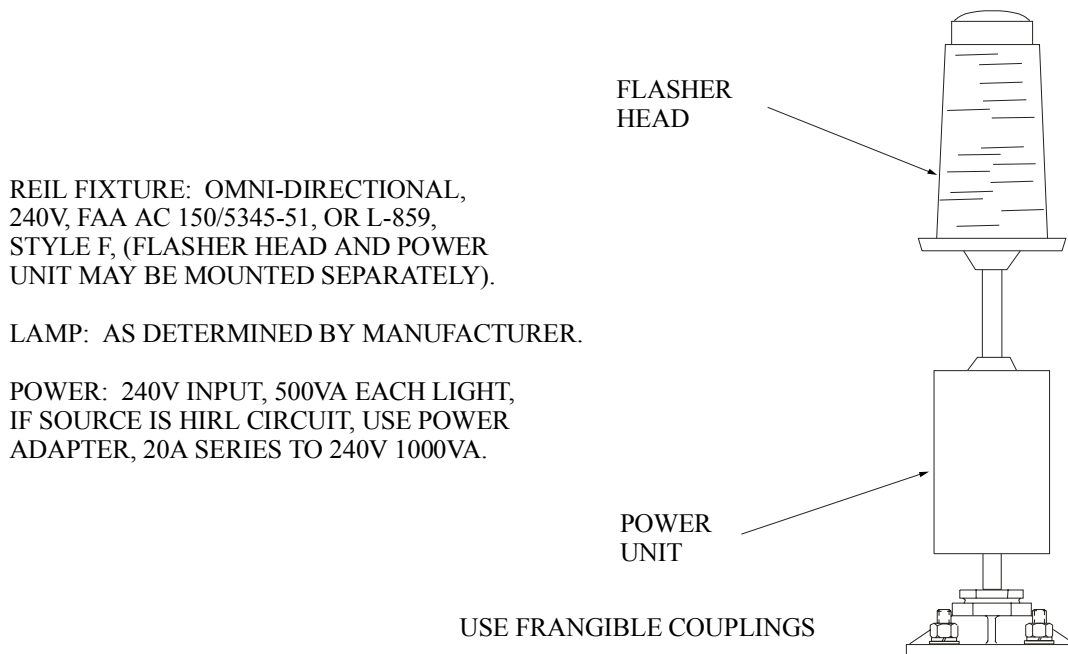 FLASHER
HEAD
REIL FIXTURE:  OMNI-DIRECTIONAL,
240V, FAA AC 150/5345-51, OR L-859,
STYLE F, (FLASHER HEAD AND POWER
UNIT MAY BE MOUNTED SEPARATELY).
LAMP:  AS DETERMINED BY MANUFACTURER.
POWER:  240V INPUT, 500VA EACH LIGHT,
IF SOURCE IS HIRL CIRCUIT, USE POWER
ADAPTER, 20A SERIES TO 240V 1000VA.
POWER
UNIT
USE FRANGIBLE COUPLINGS